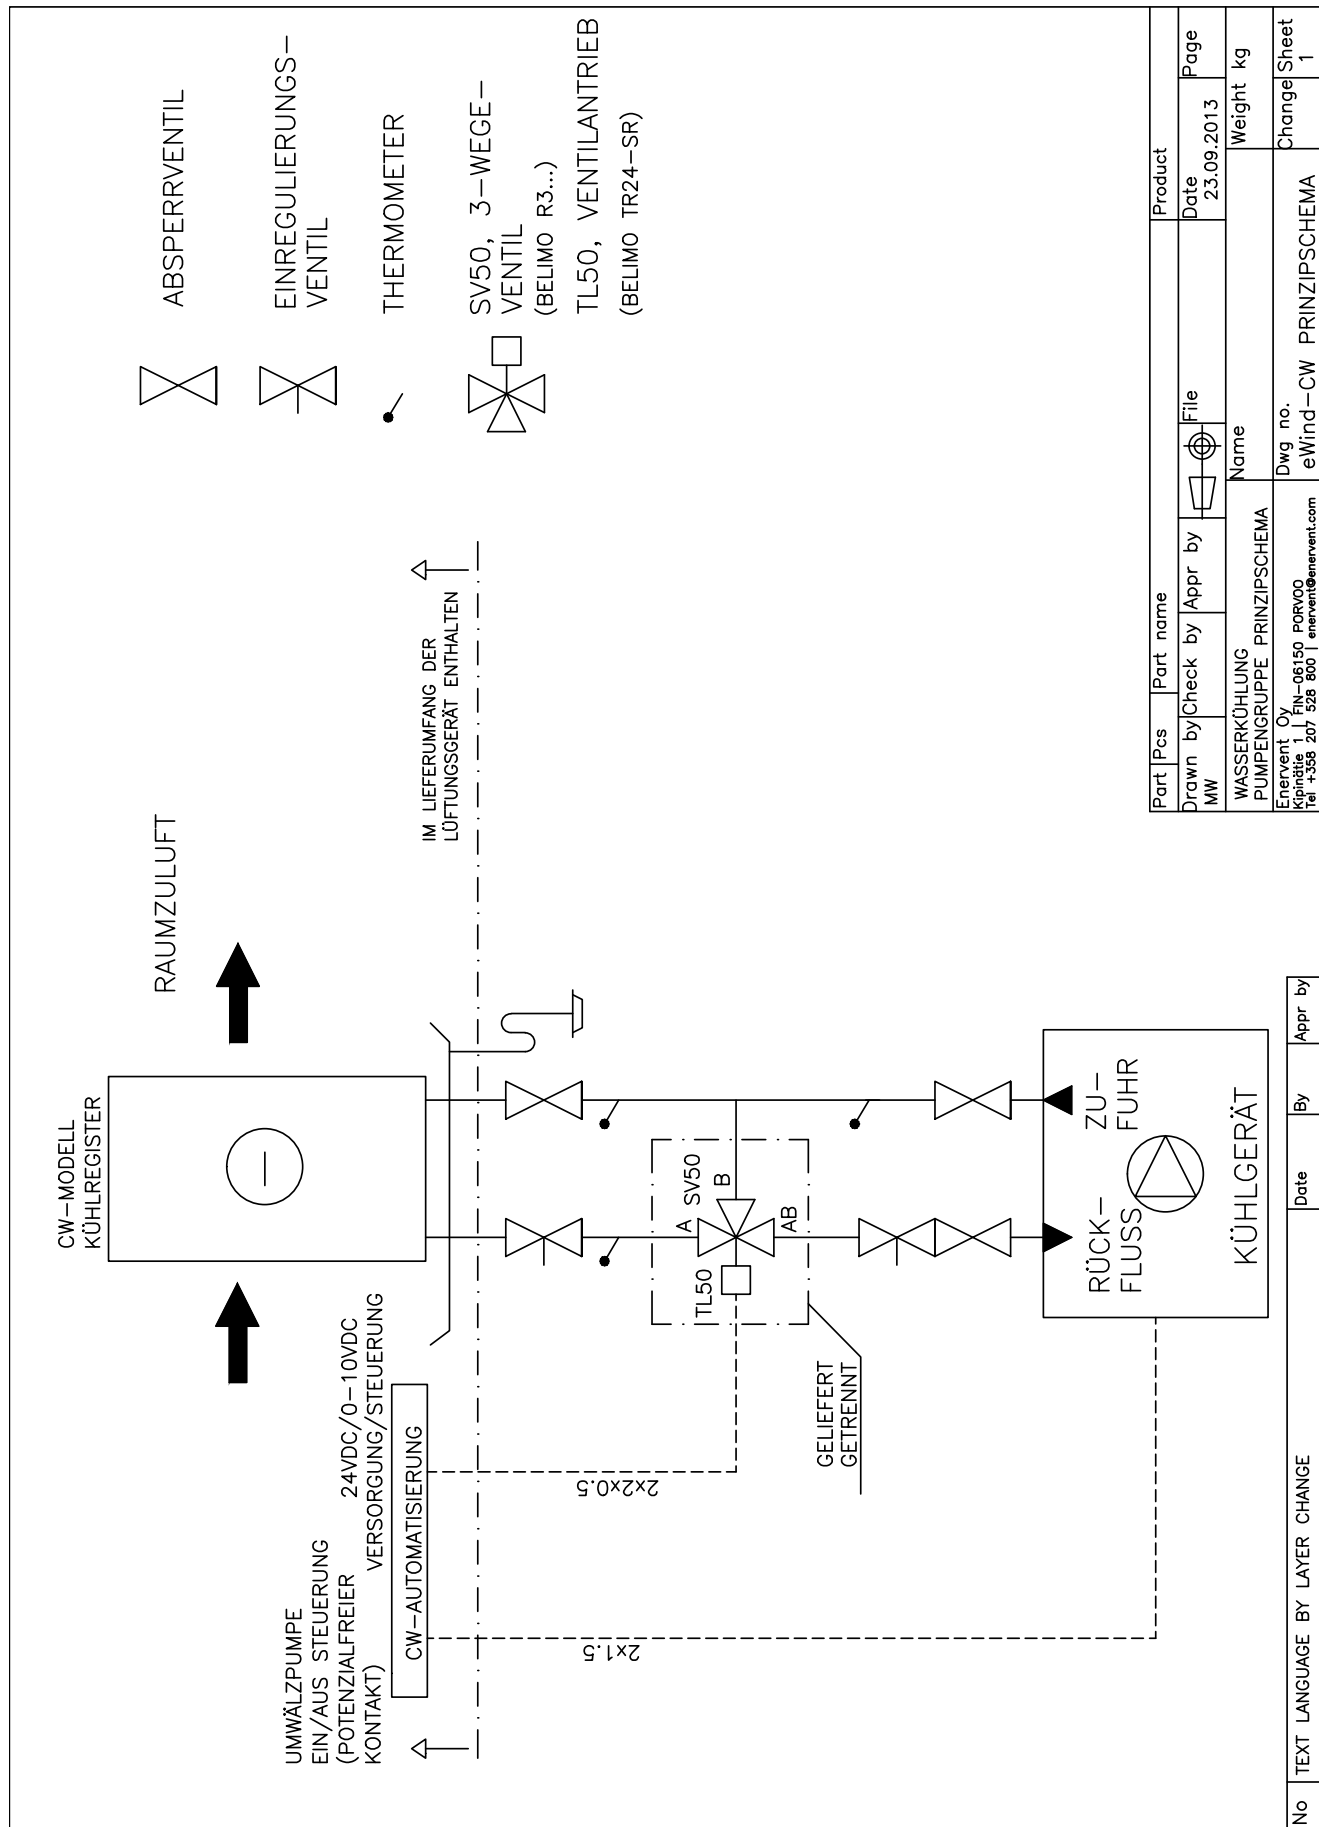 CW-MODELL
KÜHLREGISTER
RAUMZULUFT
UMWÄLZPUMPE
EIN/AUS STEUERUNG
(POTENZIALFREIER
KONTAKT)
24VDC/0-10VDC
VERSORGUNG/STEUERUNG
CW-AUTOMATISIERUNG
IM LIEFERUMFANG DER
LÜFTUNGSGERÄT ENTHALTEN
2x1.5
2x2x0.5
GELIEFERT
GETRENNT
TL50
SV50
A
B
AB
RÜCK-
FLUSS
ZU-
FUHR
KÜHLGERÄT
ABSPERRVENTIL
EINREGULIERUNGS-
VENTIL
THERMOMETER
SV50, 3-WEGE-
VENTIL
(BELIMO R3...)
TL50, VENTILANTRIEB
(BELIMO TR24-SR)
No TEXT LANGUAGE BY LAYER CHANGE Date By Appr by
Part Pcs Part name Product
Drawn by Check by Appr by File Date Page
MW 23.09.2013
WASSERKÜHLUNG
PUMPENGRUPPE PRINZIPSCHEMA
Name Weight kg
Enervent Oy
Kipinätie 1 | FIN-06150 PORVOO
Tel +358 207 528 800 | enervent@enervent.com
Dwg no. Change Sheet
eWind-CW PRINZIPSCHEMA 1